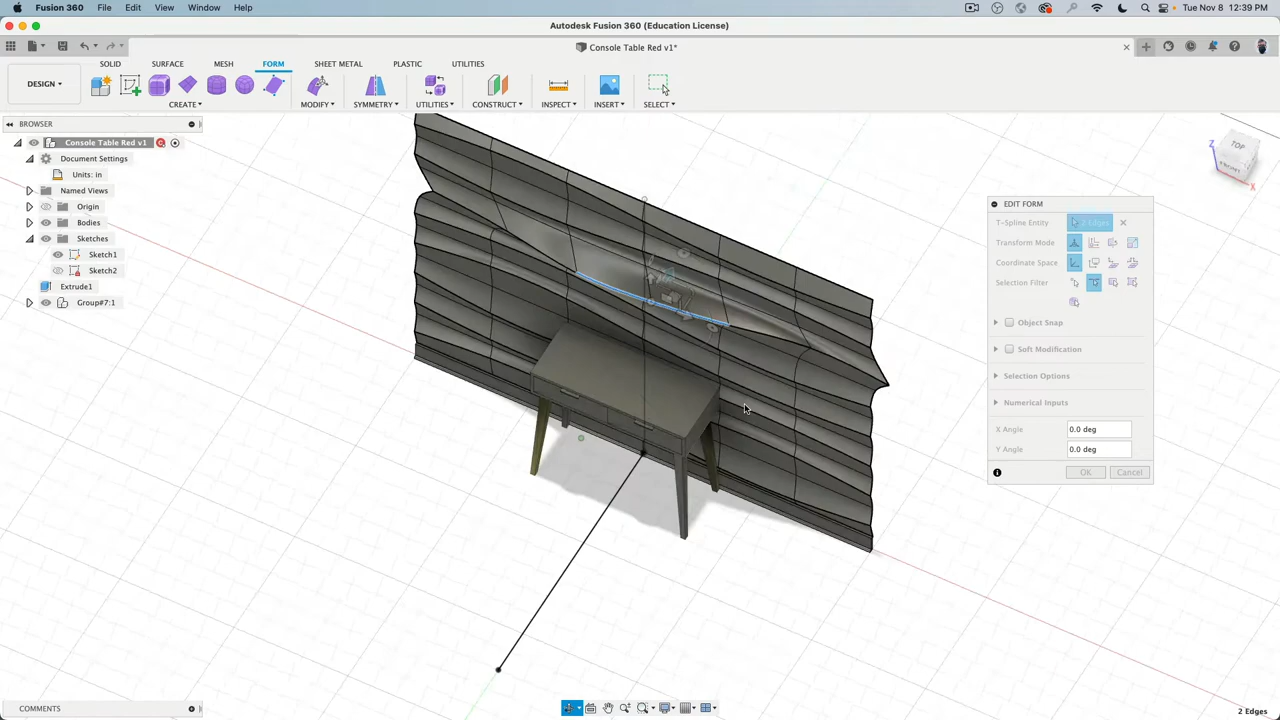 Fusion 360 File Edit View Window Help Tue Nov 8 12:39 PM
Autodesk Fusion 360 (Education License)
Console Table Red v1*
SOLID SURFACE MESH FORM SHEET METAL PLASTIC UTILITIES
DESIGN
CREATE MODIFY SYMMETRY UTILITIES CONSTRUCT INSPECT INSERT SELECT
BROWSER
Console Table Red v1
Document Settings
Units: in
Named Views
Origin
Bodies
Sketches
Sketch1
Sketch2
Extrude1
Group#7:1
TOP
FRONT
Z
X
EDIT FORM
T-Spline Entity 2 Edges
Transform Mode
Coordinate Space
Selection Filter
Object Snap
Soft Modification
Selection Options
Numerical Inputs
X Angle 0.0 deg
Y Angle 0.0 deg
OK Cancel
COMMENTS
2 Edges